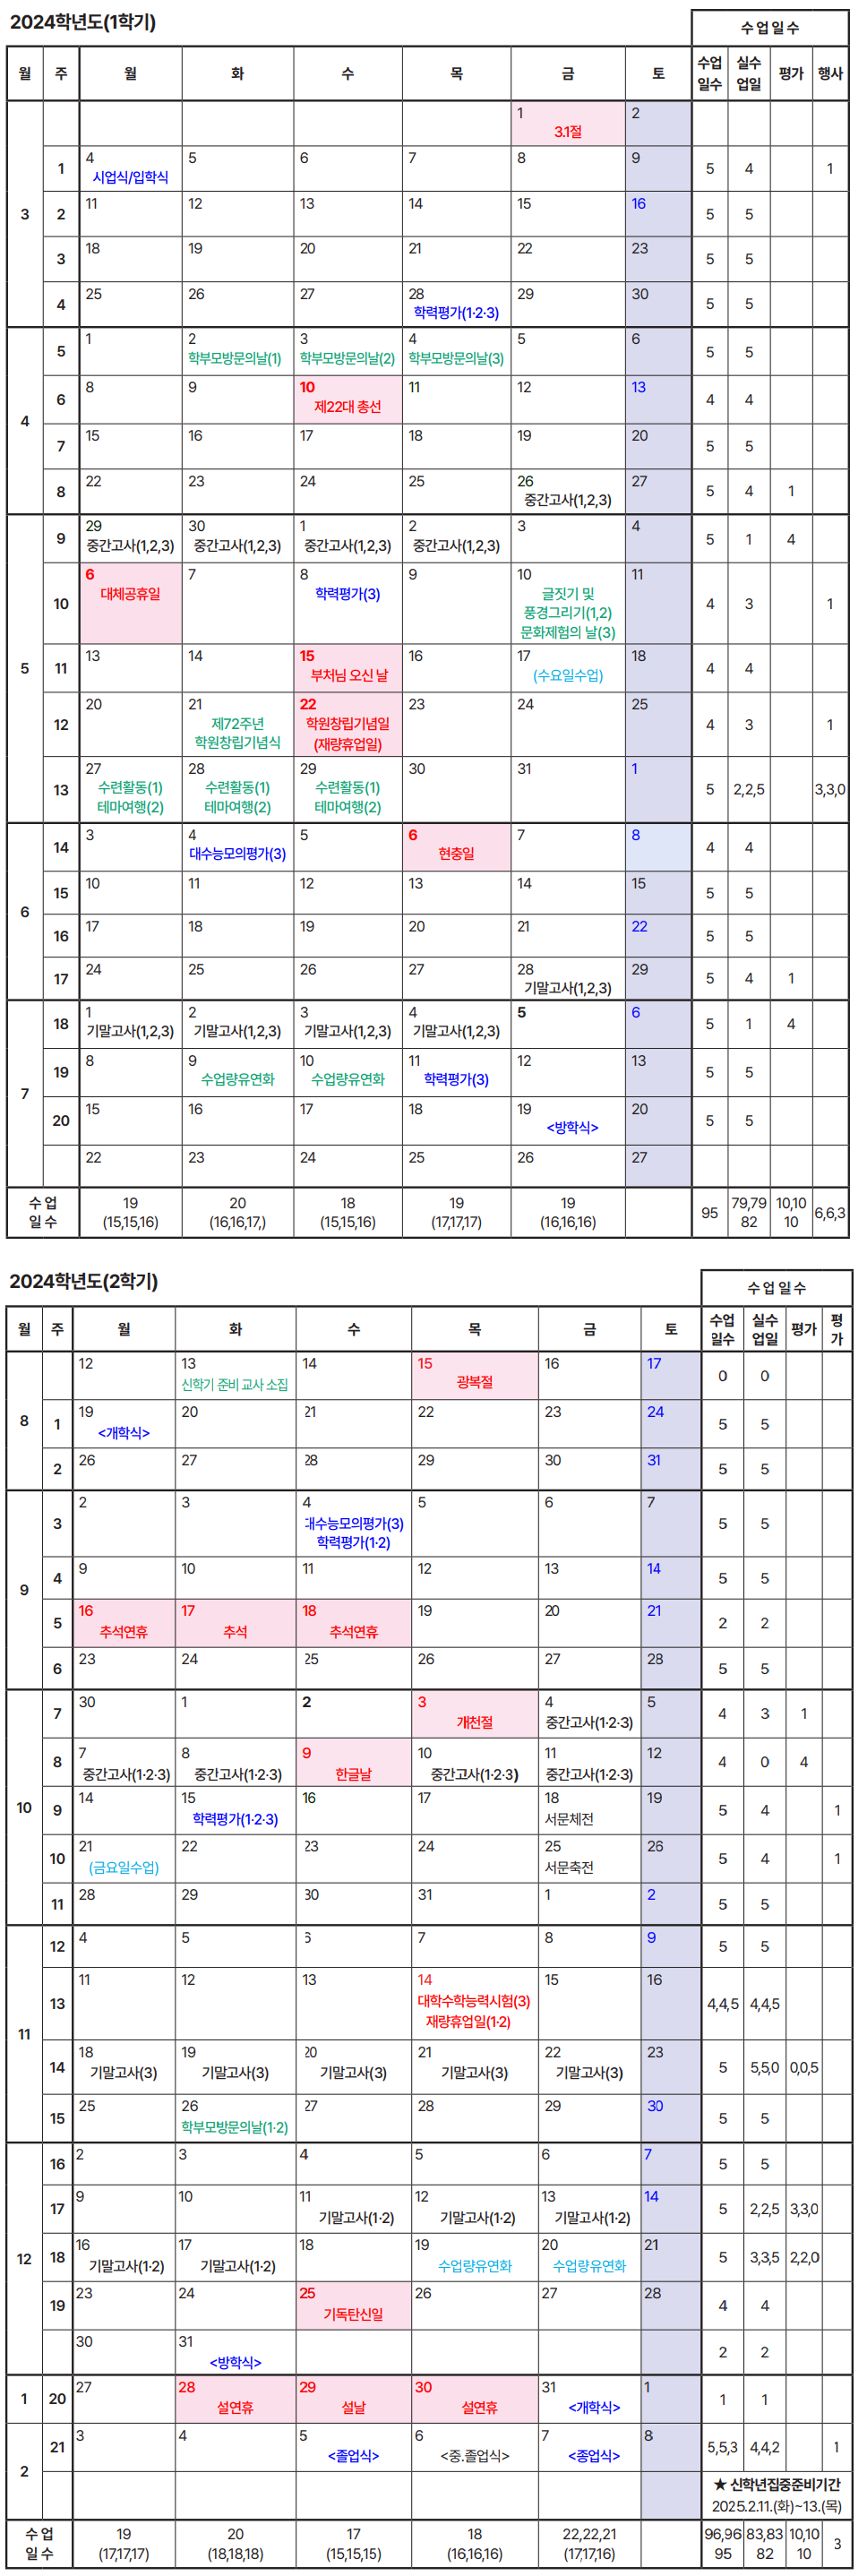 2024학년도(1학기)
수업일수
월 주 월 화 수 목 금 토 수업일수 실수업일 평가 행사
3
1 2
3.1절
1 4 5 6 7 8 9 5 4 1
시업식/입학식
2 11 12 13 14 15 16 5 5
3 18 19 20 21 22 23 5 5
4 25 26 27 28 29 30 5 5
학력평가(1·2·3)
4
5 1 2 3 4 5 6 5 5
학부모방문의날(1) 학부모방문의날(2) 학부모방문의날(3)
6 8 9 10 11 12 13 4 4
제22대 총선
7 15 16 17 18 19 20 5 5
8 22 23 24 25 26 27 5 4 1
중간고사(1,2,3)
5
9 29 30 1 2 3 4 5 1 4
중간고사(1,2,3) 중간고사(1,2,3) 중간고사(1,2,3) 중간고사(1,2,3)
10 6 7 8 9 10 11 4 3 1
대체공휴일 학력평가(3) 글짓기 및
풍경그리기(1,2)
문화제험의 날(3)
11 13 14 15 16 17 18 4 4
부처님 오신 날 (수요일수업)
12 20 21 22 23 24 25 4 3 1
제72주년 학원창립기념일
학원창립기념식 (재량휴업일)
13 27 28 29 30 31 1 5 2,2,5 3,3,0
수련활동(1) 수련활동(1) 수련활동(1)
테마여행(2) 테마여행(2) 테마여행(2)
6
14 3 4 5 6 7 8 4 4
대수능모의평가(3) 현충일
15 10 11 12 13 14 15 5 5
16 17 18 19 20 21 22 5 5
17 24 25 26 27 28 29 5 4 1
기말고사(1,2,3)
7
18 1 2 3 4 5 6 5 1 4
기말고사(1,2,3) 기말고사(1,2,3) 기말고사(1,2,3) 기말고사(1,2,3)
19 8 9 10 11 12 13 5 5
수업량유연화 수업량유연화 학력평가(3)
20 15 16 17 18 19 20 5 5
<방학식>
22 23 24 25 26 27
수업 19 20 18 19 19 95 79,79 10,10 6,6,3
일수 (15,15,16) (16,16,17,) (15,15,16) (17,17,17) (16,16,16) 82 10
2024학년도(2학기)
수업일수
월 주 월 화 수 목 금 토 수업일수 실수업일 평가 평가
8
12 13 14 15 16 17 0 0
신학기 준비 교사 소집 광복절
1 19 20 21 22 23 24 5 5
<개학식>
2 26 27 28 29 30 31 5 5
9
3 2 3 4 5 6 7 5 5
대수능모의평가(3)
학력평가(1·2)
4 9 10 11 12 13 14 5 5
5 16 17 18 19 20 21 2 2
추석연휴 추석 추석연휴
6 23 24 25 26 27 28 5 5
10
7 30 1 2 3 4 5 4 3 1
개천절 중간고사(1·2·3)
8 7 8 9 10 11 12 4 0 4
중간고사(1·2·3) 중간고사(1·2·3) 한글날 중간고사(1·2·3) 중간고사(1·2·3)
9 14 15 16 17 18 19 5 4 1
학력평가(1·2·3) 서문체전
10 21 22 23 24 25 26 5 4 1
(금요일수업) 서문축전
11 28 29 30 31 1 2 5 5
11
12 4 5 6 7 8 9 5 5
13 11 12 13 14 15 16 4,4,5 4,4,5
대학수학능력시험(3)
재량휴업일(1·2)
14 18 19 20 21 22 23 5 5,5,0 0,0,5
기말고사(3) 기말고사(3) 기말고사(3) 기말고사(3) 기말고사(3)
15 25 26 27 28 29 30 5 5
학부모방문의날(1·2)
12
16 2 3 4 5 6 7 5 5
17 9 10 11 12 13 14 5 2,2,5 3,3,0
기말고사(1·2) 기말고사(1·2) 기말고사(1·2)
18 16 17 18 19 20 21 5 3,3,5 2,2,0
기말고사(1·2) 기말고사(1·2) 수업량유연화 수업량유연화
19 23 24 25 26 27 28 4 4
기독탄신일
30 31 2 2
<방학식>
1 20 27 28 29 30 31 1 1 1
설연휴 설날 설연휴 <개학식>
2
21 3 4 5 6 7 8 5,5,3 4,4,2 1
<졸업식> <중.졸업식> <종업식>
★ 신학년집중준비기간
2025.2.11.(화)~13.(목)
수업 19 20 17 18 22,22,21 96,96 83,83 10,10 3
일수 (17,17,17) (18,18,18) (15,15,15) (16,16,16) (17,17,16) 95 82 10